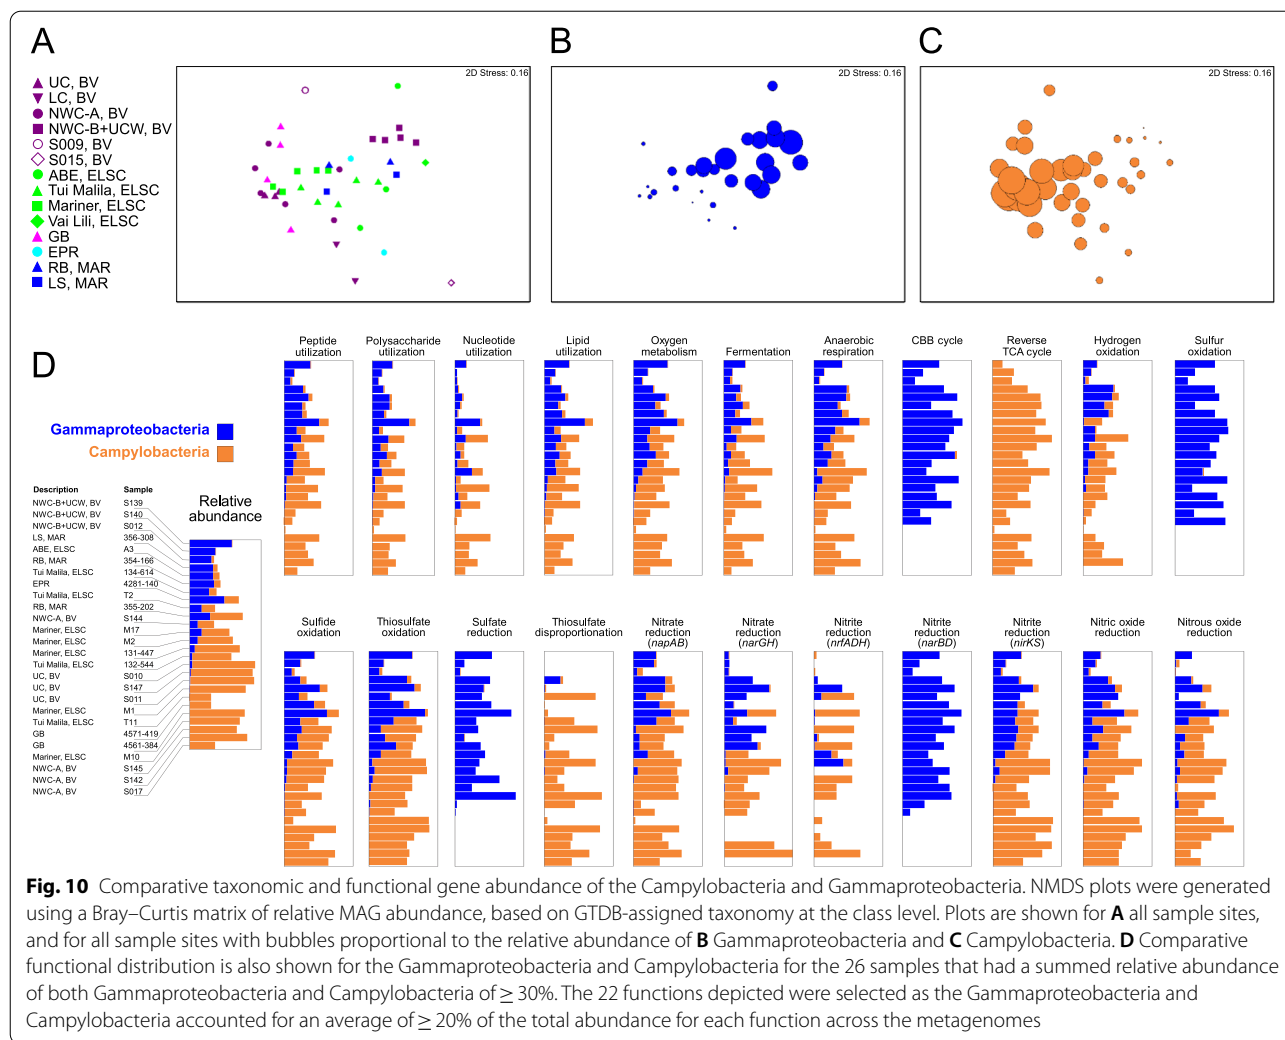 A
B
C
2D Stress: 0.16
2D Stress: 0.16
2D Stress: 0.16
UC, BV
LC, BV
NWC-A, BV
NWC-B+UCW, BV
S009, BV
S015, BV
ABE, ELSC
Tui Malila, ELSC
Mariner, ELSC
Vai Lili, ELSC
GB
EPR
RB, MAR
LS, MAR
D
Gammaproteobacteria
Campylobacteria
Description Sample
NWC-B+UCW, BV S139
NWC-B+UCW, BV S140
NWC-B+UCW, BV S012
LS, MAR 356-308
ABE, ELSC A3
RB, MAR 354-166
Tui Malila, ELSC 134-614
EPR 4281-140
Tui Malila, ELSC T2
RB, MAR 355-202
NWC-A, BV S144
Mariner, ELSC M17
Mariner, ELSC M2
Mariner, ELSC 131-447
Tui Malila, ELSC 132-544
UC, BV S010
UC, BV S147
UC, BV S011
Mariner, ELSC M1
Tui Malila, ELSC T11
GB 4571-419
GB 4561-384
Mariner, ELSC M10
NWC-A, BV S145
NWC-A, BV S142
NWC-A, BV S017
Relative
abundance
Peptide
utilization
Polysaccharide
utilization
Nucleotide
utilization
Lipid
utilization
Oxygen
metabolism
Fermentation
Anaerobic
respiration
CBB cycle
Reverse
TCA cycle
Hydrogen
oxidation
Sulfur
oxidation
Sulfide
oxidation
Thiosulfate
oxidation
Sulfate
reduction
Thiosulfate
disproportionation
Nitrate
reduction
(napAB)
Nitrate
reduction
(narGH)
Nitrite
reduction
(nrfADH)
Nitrite
reduction
(narBD)
Nitrite
reduction
(nirKS)
Nitric oxide
reduction
Nitrous oxide
reduction
Fig. 10 Comparative taxonomic and functional gene abundance of the Campylobacteria and Gammaproteobacteria. NMDS plots were generated
using a Bray–Curtis matrix of relative MAG abundance, based on GTDB-assigned taxonomy at the class level. Plots are shown for A all sample sites,
and for all sample sites with bubbles proportional to the relative abundance of B Gammaproteobacteria and C Campylobacteria. D Comparative
functional distribution is also shown for the Gammaproteobacteria and Campylobacteria for the 26 samples that had a summed relative abundance
of both Gammaproteobacteria and Campylobacteria of ≥ 30%. The 22 functions depicted were selected as the Gammaproteobacteria and
Campylobacteria accounted for an average of ≥ 20% of the total abundance for each function across the metagenomes